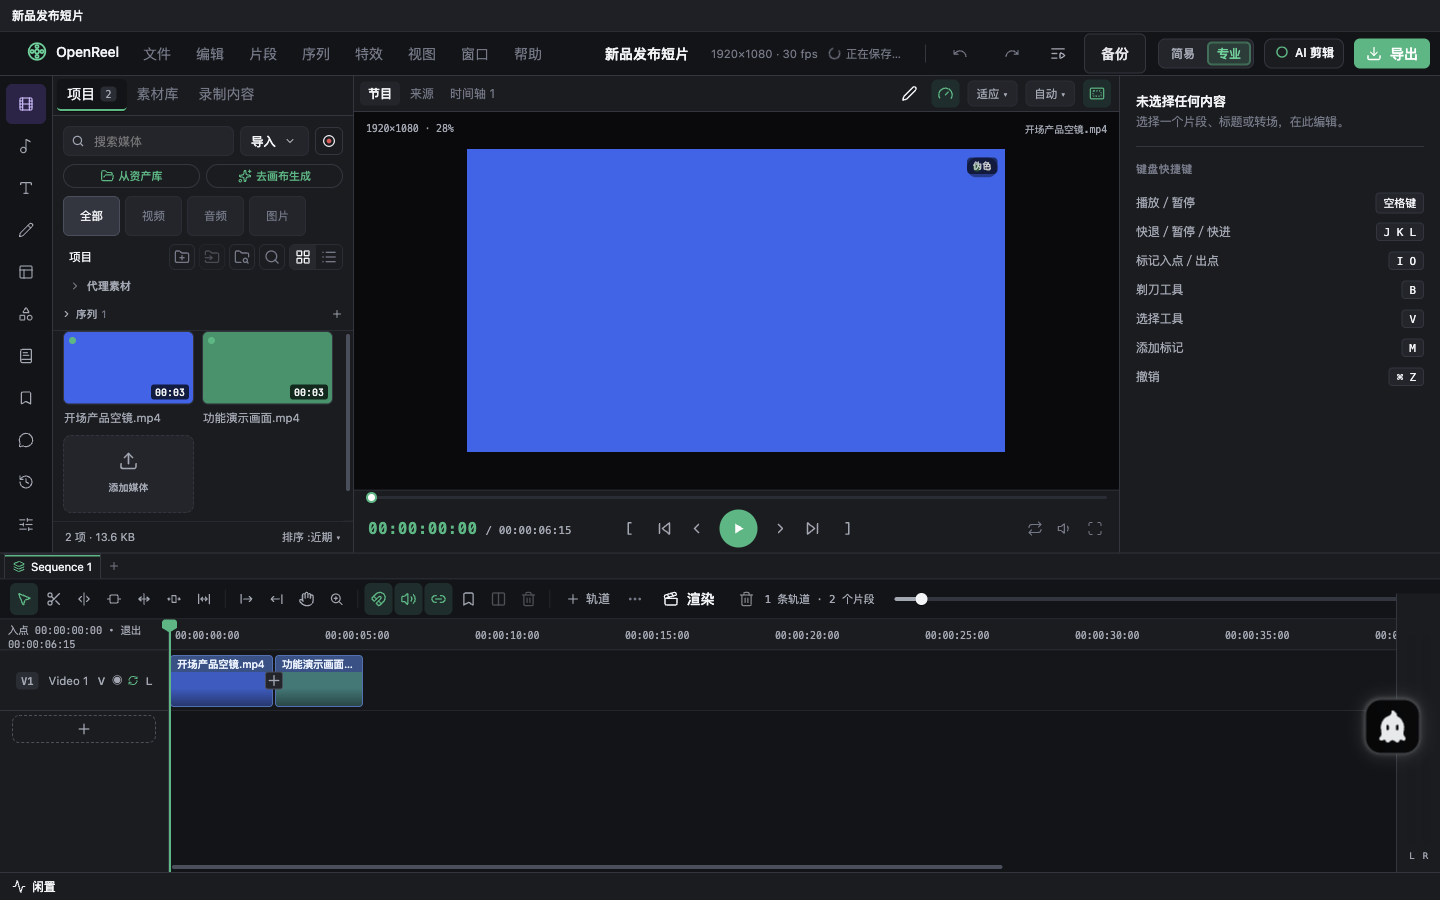 新品发布短片
OpenReel 文件 编辑 片段 序列 特效 视图 窗口 帮助 新品发布短片 1920×1080 · 30 fps 正在保存... 备份 简易 专业 AI 剪辑 导出
项目 2 素材库 录制内容
节目 来源 时间轴 1 适应 ▾ 自动 ▾
搜索媒体 导入
从资产库 去画布生成
全部 视频 音频 图片
项目
代理素材
序列 1
00:03 00:03
开场产品空镜.mp4 功能演示画面.mp4
添加媒体
2 项 · 13.6 KB 排序 :近期 ▾
1920×1080 · 28% 开场产品空镜.mp4
伪色
00:00:00:00 / 00:00:06:15
未选择任何内容
选择一个片段、标题或转场，在此编辑。
键盘快捷键
播放 / 暂停 空格键
快退 / 暂停 / 快进 J K L
标记入点 / 出点 I O
剃刀工具 B
选择工具 V
添加标记 M
撤销 ⌘ Z
Sequence 1
轨道 渲染 1 条轨道 · 2 个片段
入点 00:00:00:00 • 退出
00:00:06:15
00:00:00:00 00:00:05:00 00:00:10:00 00:00:15:00 00:00:20:00 00:00:25:00 00:00:30:00 00:00:35:00 00:0
V1 Video 1 V L
开场产品空镜.mp4 功能演示画面...
L R
闲置